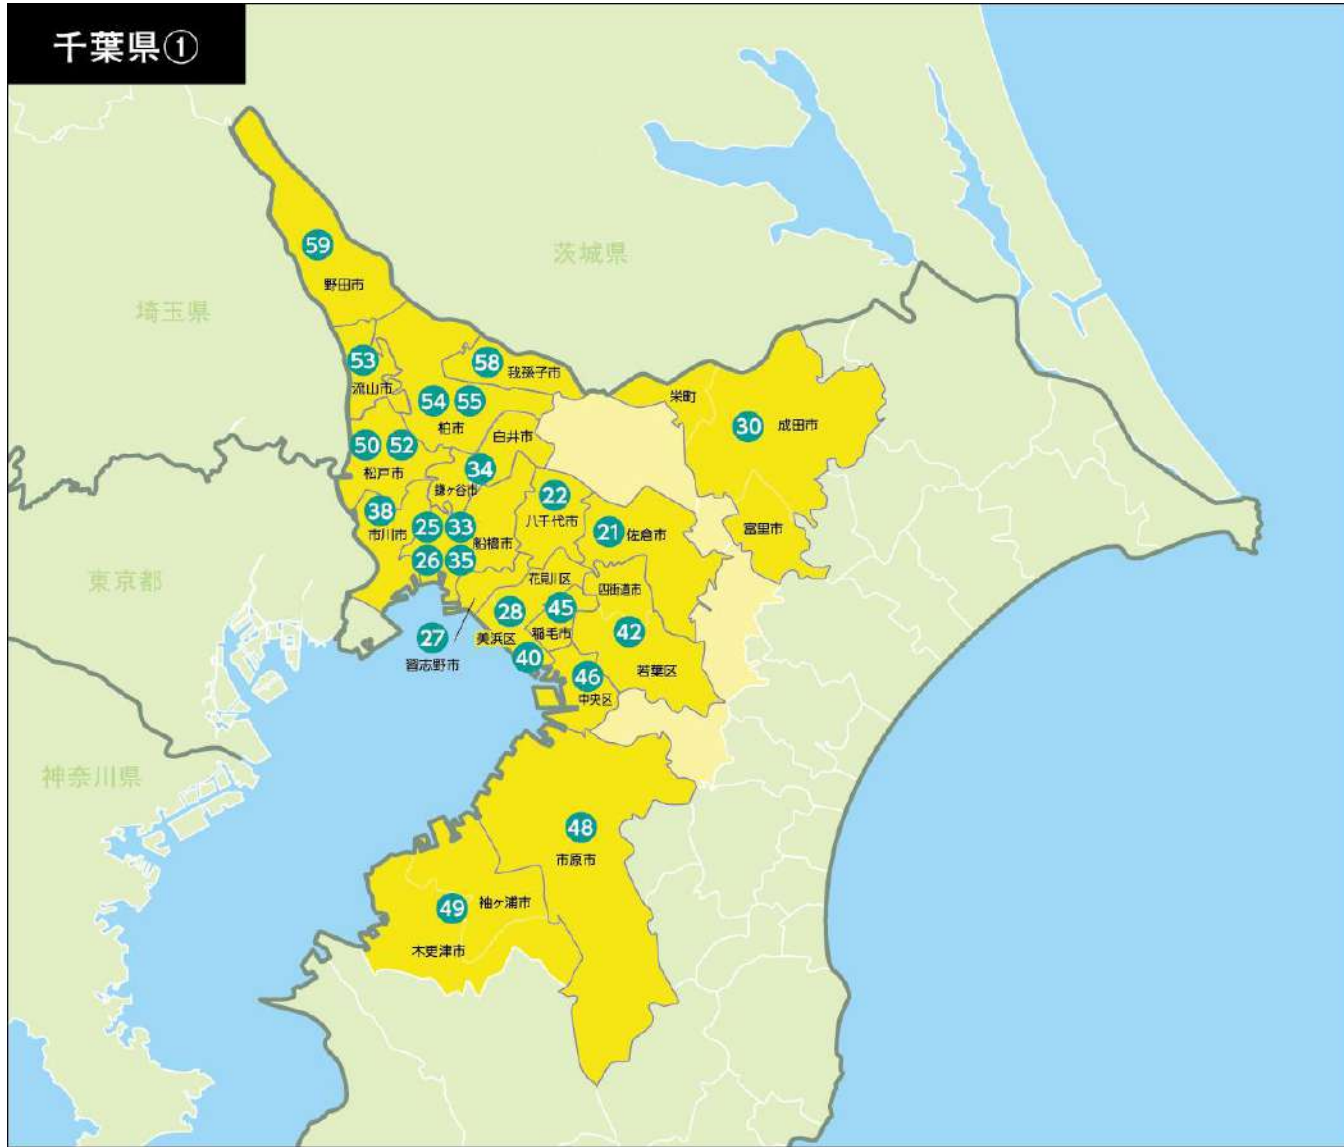 千葉県①
茨城県
59
野田市
埼玉県
53
58
我孫子市
流山市
栄町
54 55
柏市
30
成田市
白井市
50 52
松戸市
34
鎌ヶ谷市
22
八千代市
38
市川市
25 33
船橋市
21
佐倉市
富里市
26 35
東京都
花見川区
四街道市
28
45
美浜区
稲毛市
27
習志野市
42
若葉区
40
46
中央区
神奈川県
48
市原市
49
袖ヶ浦市
木更津市